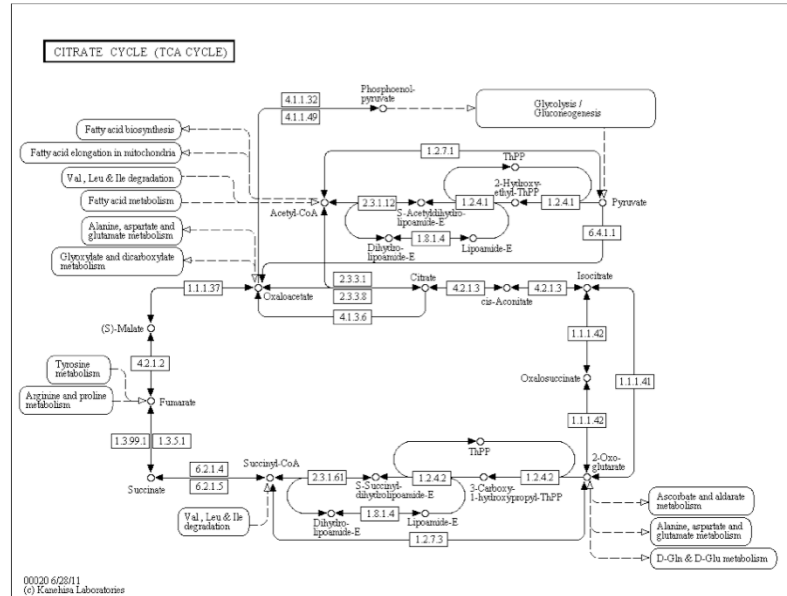 CITRATE CYCLE (TCA CYCLE)
4.1.1.32
4.1.1.49
Phosphoenol-
pyruvate
Glycolysis /
Gluconeogenesis
Fatty acid biosynthesis
Fatty acid elongation in mitochondria
Val, Leu & Ile degradation
Fatty acid metabolism
Alanine, aspartate and
glutamate metabolism
Glyoxylate and dicarboxylate
metabolism
1.2.7.1
ThPP
2-Hydroxy-
ethyl-ThPP
Acetyl-CoA
2.3.1.12
S-Acetyldihydro-
lipoamide-E
1.2.4.1
1.2.4.1
Pyruvate
Dihydro-
lipoamide-E
1.8.1.4
Lipoamide-E
6.4.1.1
1.1.1.37
Oxaloacetate
2.3.3.1
2.3.3.8
4.1.3.6
Citrate
4.2.1.3
cis-Aconitate
4.2.1.3
Isocitrate
(S)-Malate
1.1.1.42
Oxalosuccinate
1.1.1.41
1.1.1.42
4.2.1.2
Tyrosine
metabolism
Arginine and proline
metabolism
Fumarate
1.3.99.1
1.3.5.1
Succinate
6.2.1.4
6.2.1.5
Succinyl-CoA
2.3.1.61
S-Succinyl-
dihydrolipoamide-E
1.2.4.2
ThPP
3-Carboxy-
1-hydroxypropyl-ThPP
1.2.4.2
2-Oxo-
glutarate
Val, Leu & Ile
degradation
Dihydro-
lipoamide-E
1.8.1.4
Lipoamide-E
1.2.7.3
Ascorbate and aldarate
metabolism
Alanine, aspartate and
glutamate metabolism
D-Gln & D-Glu metabolism
00020 6/28/11
(c) Kanehisa Laboratories